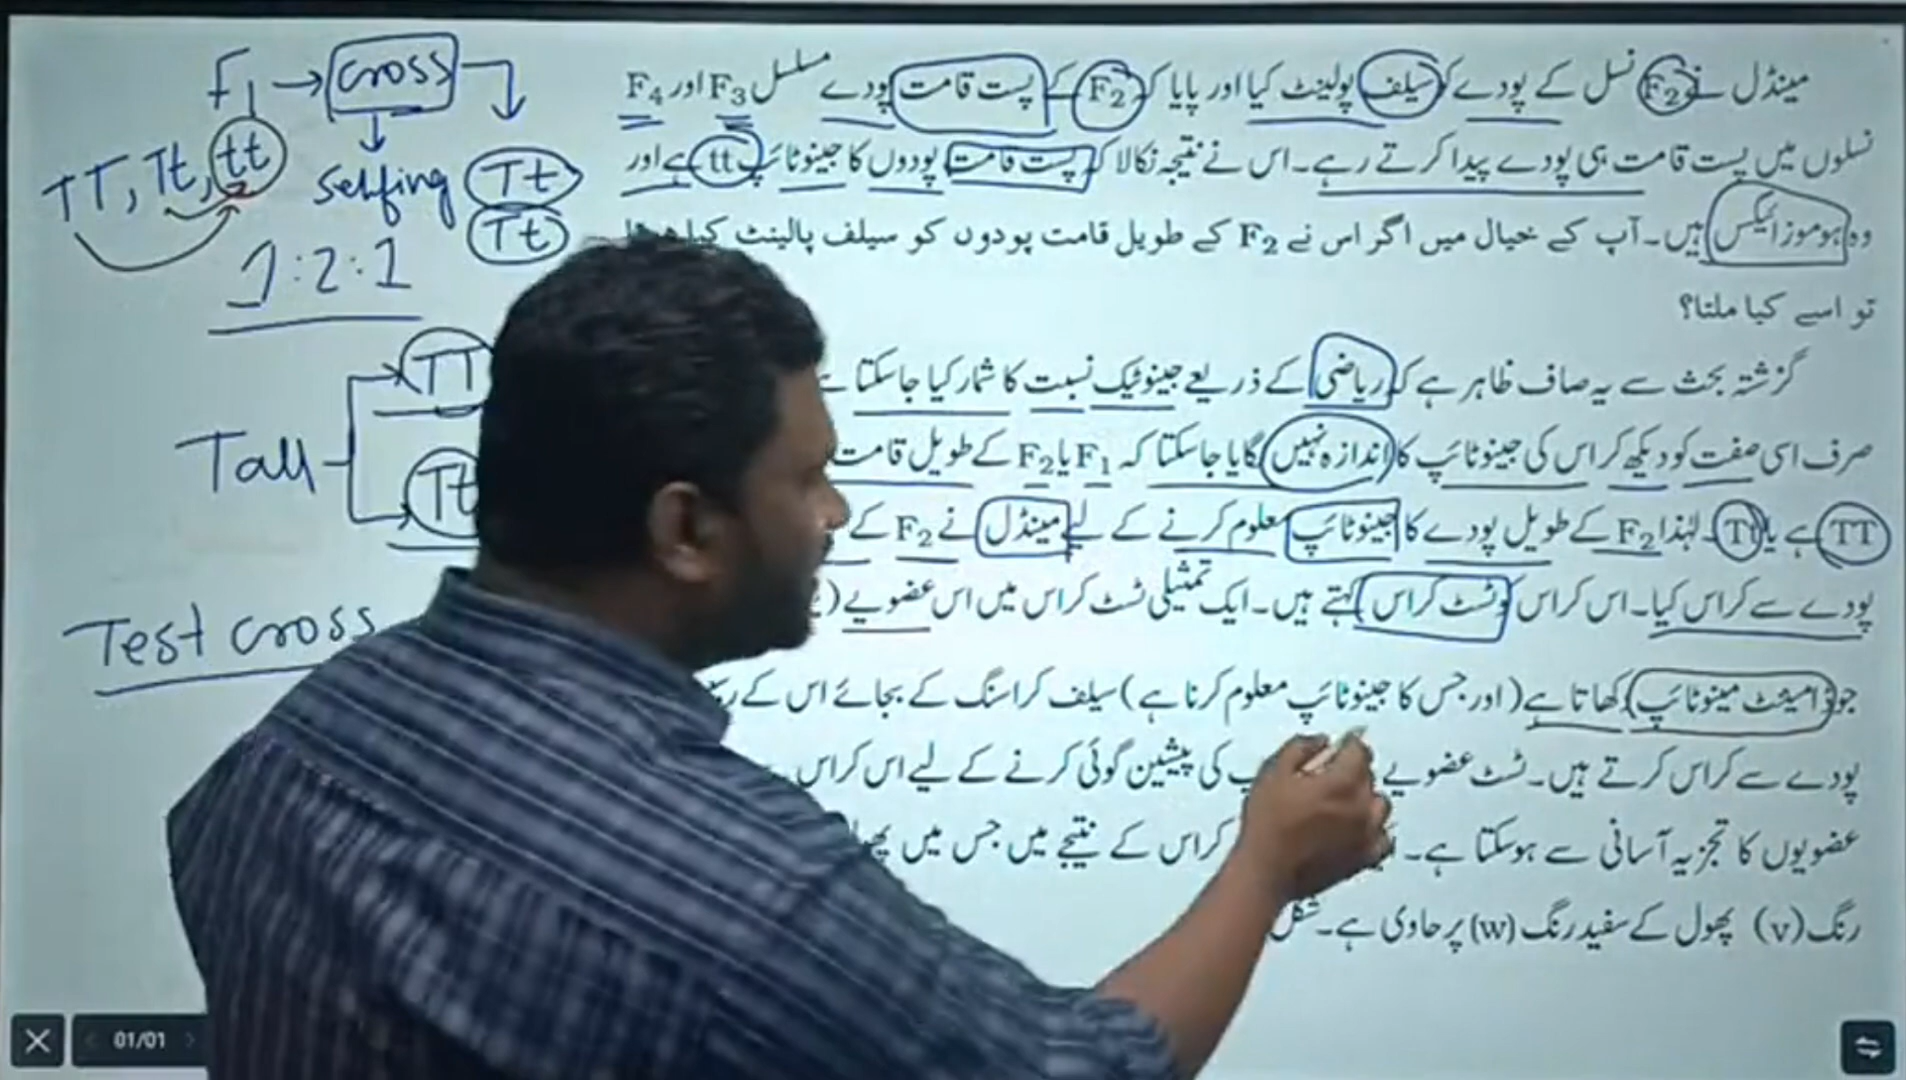 F1 → cross
TT, Tt, tt
Selfing
Tt
Tt
1:2:1
Tall
TT
Tt
Test cross
مینڈل نے F2 نسل کے پودے کو سیلف پولینٹ کیا اور پایا کہ F2 کے پست قامت پودے مسلسل F3 اور F4
نسلوں میں پست قامت ہی پودے پیدا کرتے رہے۔ اس نے نتیجہ نکالا کہ پست قامت پودوں کا جینوٹائپ tt ہے اور
وہ ہوموزائیکس ہیں۔ آپ کے خیال میں اگر اس نے F2 کے طویل قامت پودوں کو سیلف پالینٹ کیا ہوتا
تو اسے کیا ملتا؟
گزشتہ بحث سے یہ صاف ظاہر ہے کہ ریاضی کے ذریعے جینوٹیک نسبت کا شمار کیا جاسکتا
صرف اسی صفت کو دیکھ کر اس کی جینوٹائپ کا اندازہ نہیں لگایا جاسکتا کہ F1 یا F2 کے طویل قامت
TT ہے یا Tt۔ لہٰذا F2 کے طویل پودے کا جینوٹائپ معلوم کرنے کے لیے مینڈل نے F2 کے
پودے سے کراس کیا۔ اس کراس کو ٹسٹ کراس کہتے ہیں۔ ایک تمثیلی ٹسٹ کراس میں اس عضویے (
جو ڈامیننٹ مینوٹائپ دکھاتا ہے (اور جس کا جینوٹائپ معلوم کرنا ہے) سیلف کراسنگ کے بجائے اس کے
پودے سے کراس کرتے ہیں۔ ٹسٹ عضویے کی پیشین گوئی کرنے کے لیے اس کراس
عضویوں کا تجزیہ آسانی سے ہوسکتا ہے۔ کراس کے نتیجے میں جس میں
رنگ (v) پھول کے سفید رنگ (w) پر حاوی ہے۔ شکل
01/01